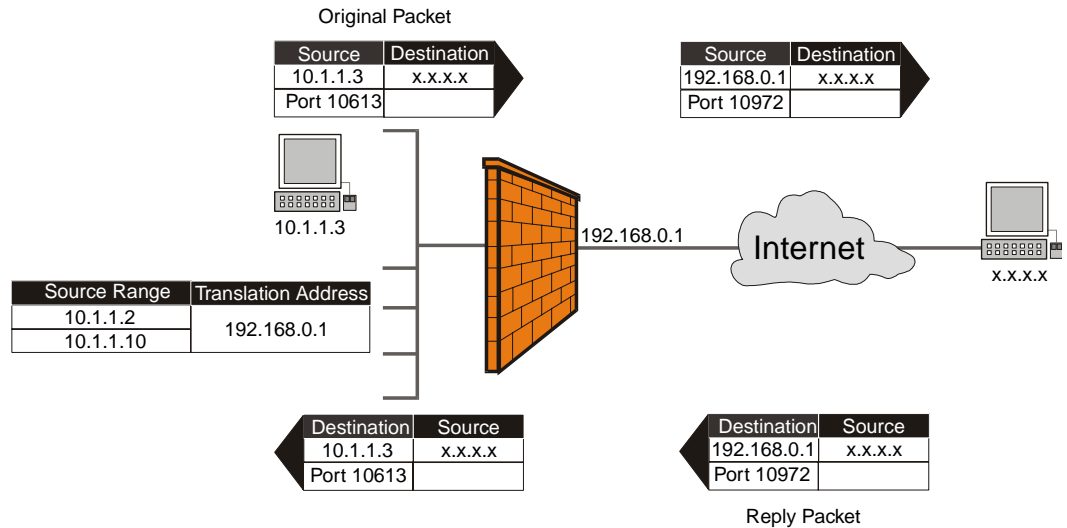 Original Packet
Source Destination
10.1.1.3 x.x.x.x
Port 10613
Source Destination
192.168.0.1 x.x.x.x
Port 10972
10.1.1.3
192.168.0.1
Internet
x.x.x.x
Source Range Translation Address
10.1.1.2
192.168.0.1
10.1.1.10
Destination Source
10.1.1.3 x.x.x.x
Port 10613
Destination Source
192.168.0.1 x.x.x.x
Port 10972
Reply Packet